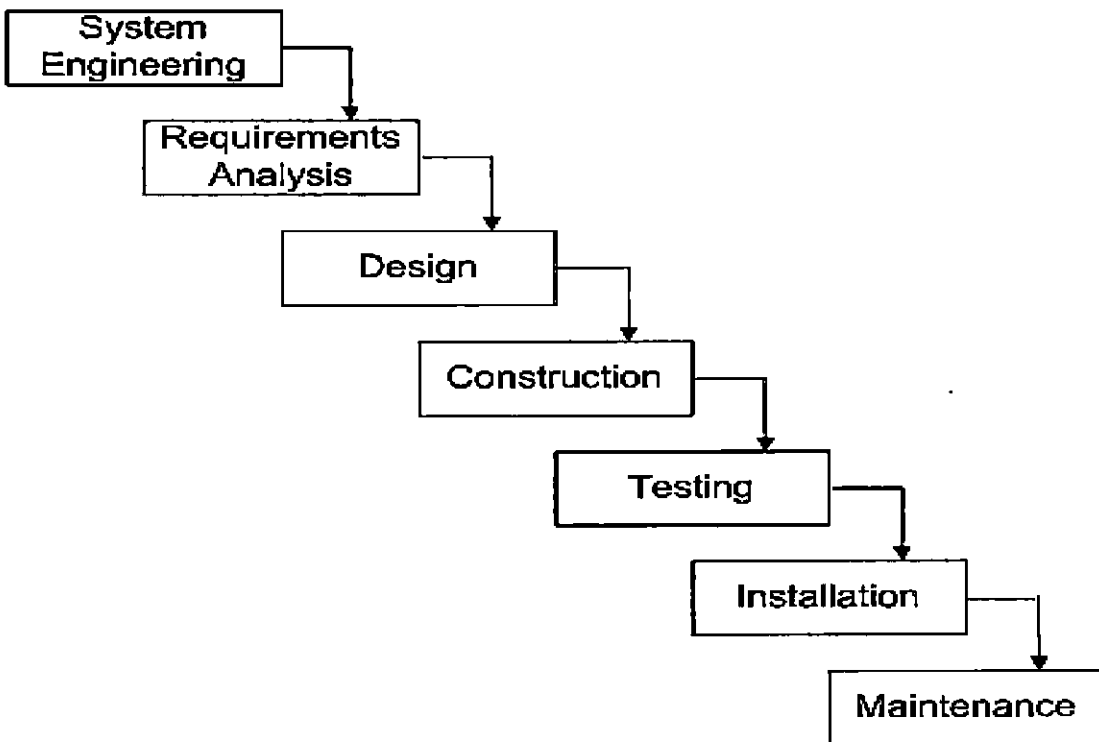 System
Engineering
Requirements
Analysis
Design
Construction
Testing
Installation
Maintenance